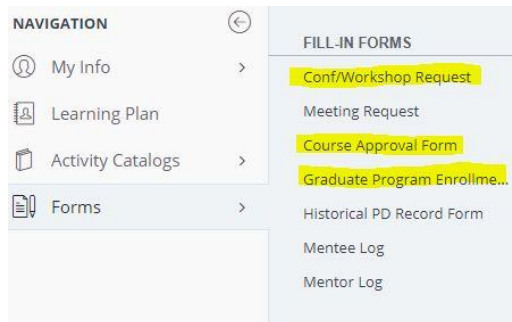 NAVIGATION
My Info
Learning Plan
Activity Catalogs
Forms
FILL-IN FORMS
Conf/Workshop Request
Meeting Request
Course Approval Form
Graduate Program Enrollme...
Historical PD Record Form
Mentee Log
Mentor Log